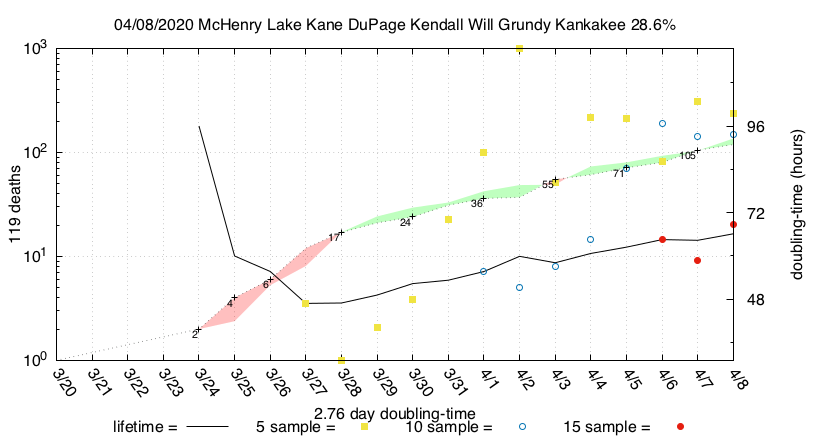 04/08/2020 McHenry Lake Kane DuPage Kendall Will Grundy Kankakee 28.6%
10³
10²
10¹
10⁰
119 deaths
96
72
48
doubling-time (hours)
2
4
6
17
24
36
55
71
105
3/20 3/21 3/22 3/23 3/24 3/25 3/26 3/27 3/28 3/29 3/30 3/31 4/1 4/2 4/3 4/4 4/5 4/6 4/7 4/8
2.76 day doubling-time
lifetime = 5 sample = 10 sample = 15 sample =